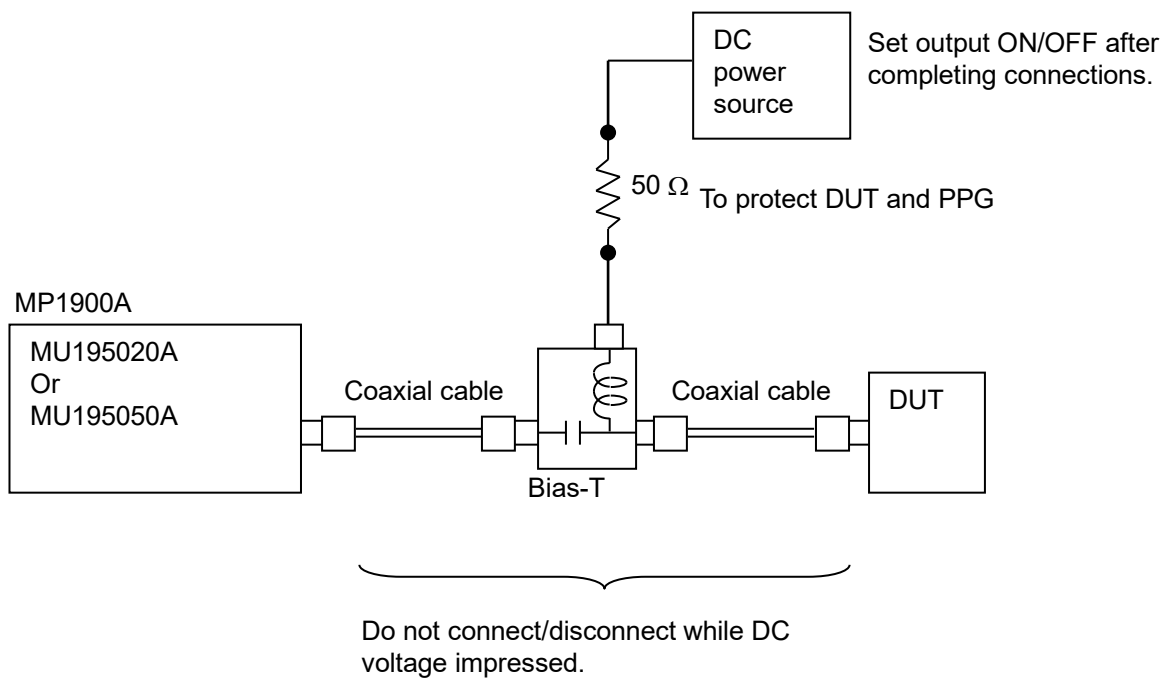 DC
power
source
Set output ON/OFF after
completing connections.
50 Ω
To protect DUT and PPG
MP1900A
MU195020A
Or
MU195050A
Coaxial cable
Coaxial cable
DUT
Bias-T
Do not connect/disconnect while DC
voltage impressed.